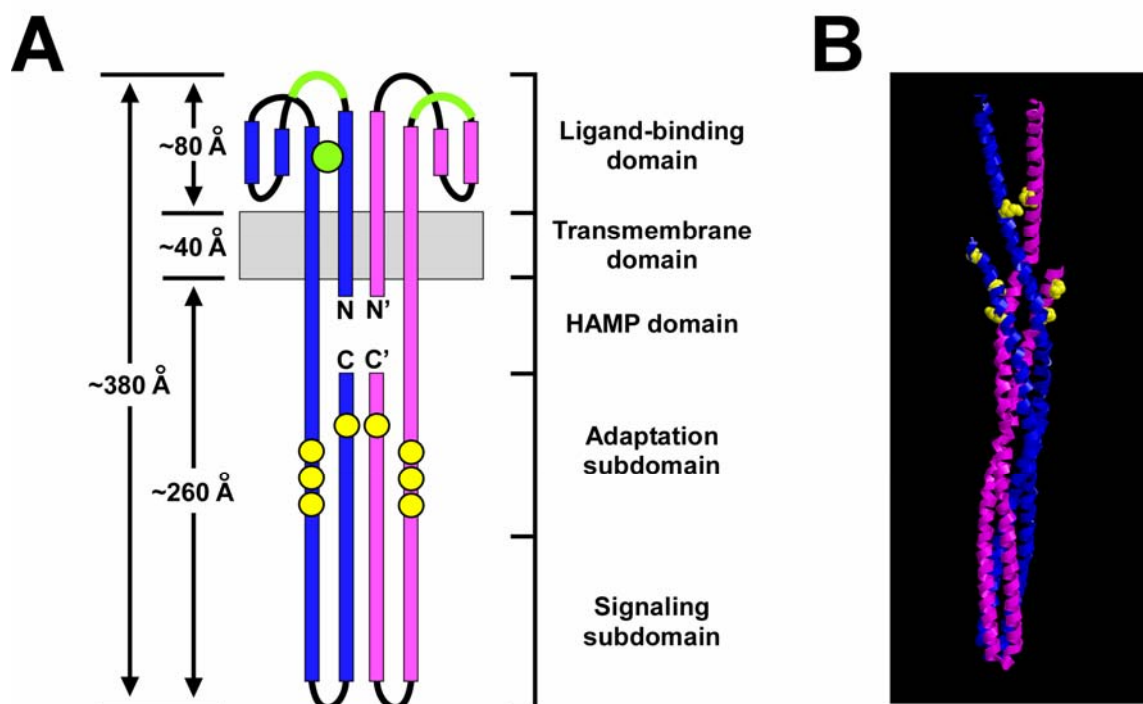 A
B
~80 Å
~40 Å
~380 Å
~260 Å
N N'
C C'
Ligand-binding
domain
Transmembrane
domain
HAMP domain
Adaptation
subdomain
Signaling
subdomain